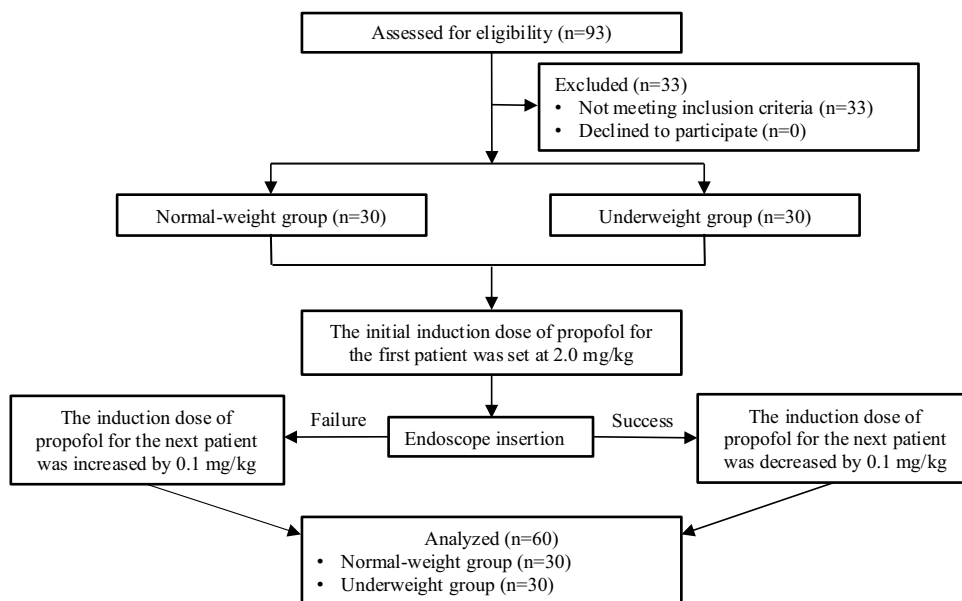 Assessed for eligibility (n=93)
Excluded (n=33)
• Not meeting inclusion criteria (n=33)
• Declined to participate (n=0)
Normal-weight group (n=30)
Underweight group (n=30)
The initial induction dose of propofol for
the first patient was set at 2.0 mg/kg
The induction dose of
propofol for the next patient
was increased by 0.1 mg/kg
Failure
Endoscope insertion
Success
The induction dose of
propofol for the next patient
was decreased by 0.1 mg/kg
Analyzed (n=60)
• Normal-weight group (n=30)
• Underweight group (n=30)